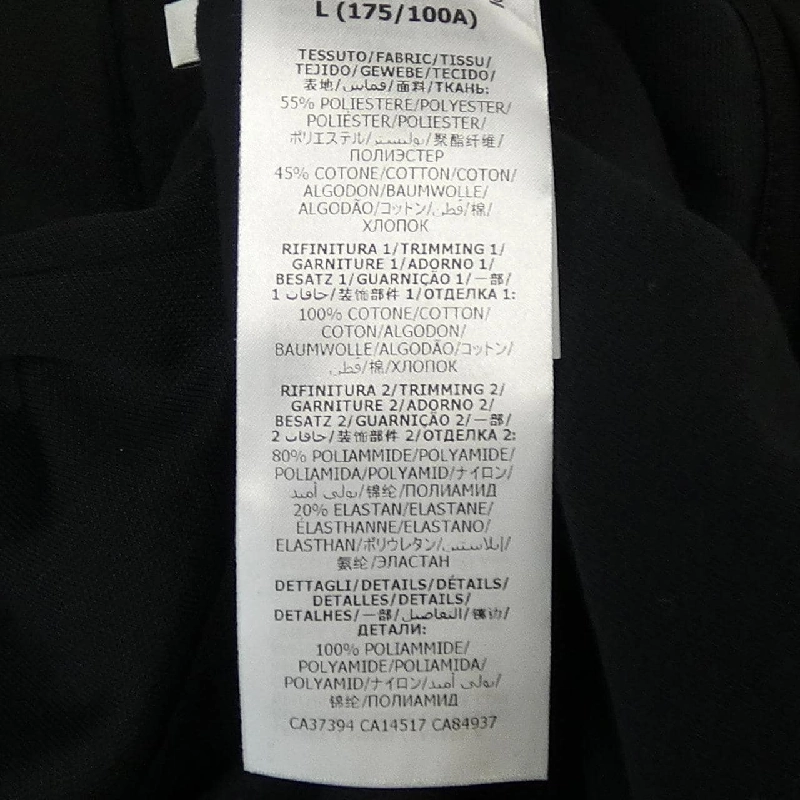 L (175/100A)
TESSUTO/FABRIC/TISSU/
TEJIDO/GEWEBE/TECIDO/
表地/قماش/面料/ТКАНЬ:
55% POLIESTERE/POLYESTER/
POLIÉSTER/POLIESTER/
ポリエステル/بوليستر/聚酯纤维/
ПОЛИЭСТЕР
45% COTONE/COTTON/COTON/
ALGODON/BAUMWOLLE/
ALGODÃO/コットン/قطن/棉/
ХЛОПОК
RIFINITURA 1/TRIMMING 1/
GARNITURE 1/ADORNO 1/
BESATZ 1/GUARNIÇÃO 1/一部/
1 حافات/装饰部件 1/ОТДЕЛКА 1:
100% COTONE/COTTON/
COTON/ALGODON/
BAUMWOLLE/ALGODÃO/コットン/
قطن/棉/ХЛОПОК
RIFINITURA 2/TRIMMING 2/
GARNITURE 2/ADORNO 2/
BESATZ 2/GUARNIÇÃO 2/一部/
2 حافات/装饰部件 2/ОТДЕЛКА 2:
80% POLIAMMIDE/POLYAMIDE/
POLIAMIDA/POLYAMID/ナイロン/
بولي أميد/锦纶/ПОЛИАМИД
20% ELASTAN/ELASTANE/
ÉLASTHANNE/ELASTANO/
ELASTHAN/ポリウレタン/إيلاستين/
氨纶/ЭЛАСТАН
DETTAGLI/DETAILS/DÉTAILS/
DETALLES/DETAILS/
DETALHES/一部/التفاصيل/镶边/
ДЕТАЛИ:
100% POLIAMMIDE/
POLYAMIDE/POLIAMIDA/
POLYAMID/ナイロン/بولي أميد/
锦纶/ПОЛИАМИД
CA37394 CA14517 CA84937